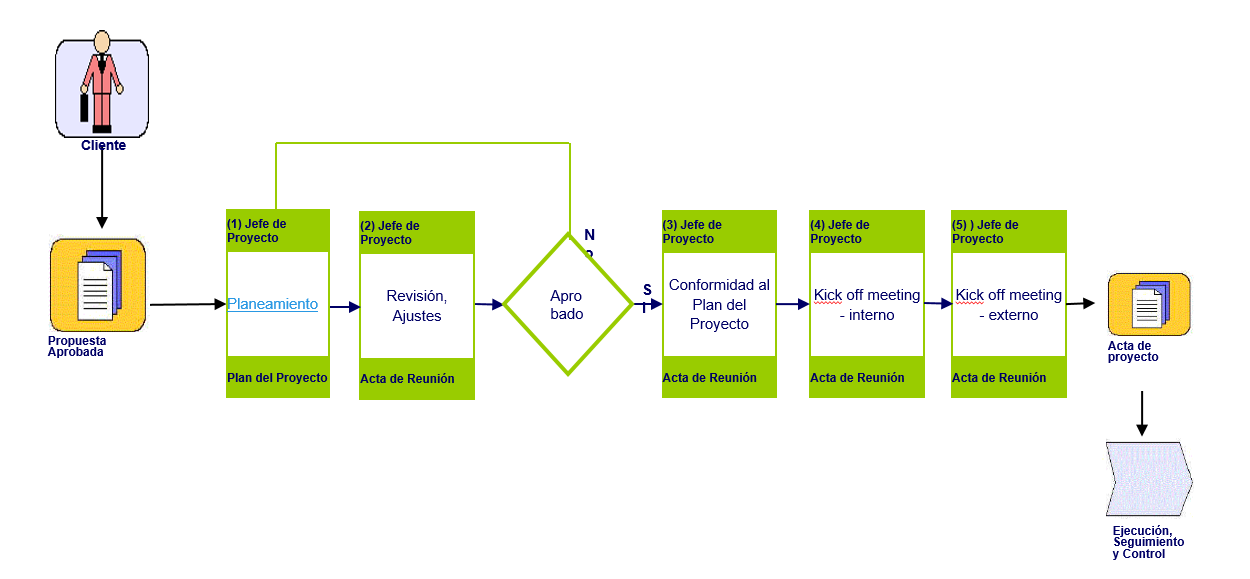 Cliente
Propuesta
Aprobada
(1) Jefe de
Proyecto
Planeamiento
Plan del Proyecto
(2) Jefe de
Proyecto
Revisión,
Ajustes
Acta de Reunión
Apro
bado
No
SI
(3) Jefe de
Proyecto
Conformidad al
Plan del
Proyecto
Acta de Reunión
(4) Jefe de
Proyecto
Kick off meeting
- interno
Acta de Reunión
(5) ) Jefe de
Proyecto
Kick off meeting
- externo
Acta de Reunión
Acta de
proyecto
Ejecución,
Seguimiento
y Control